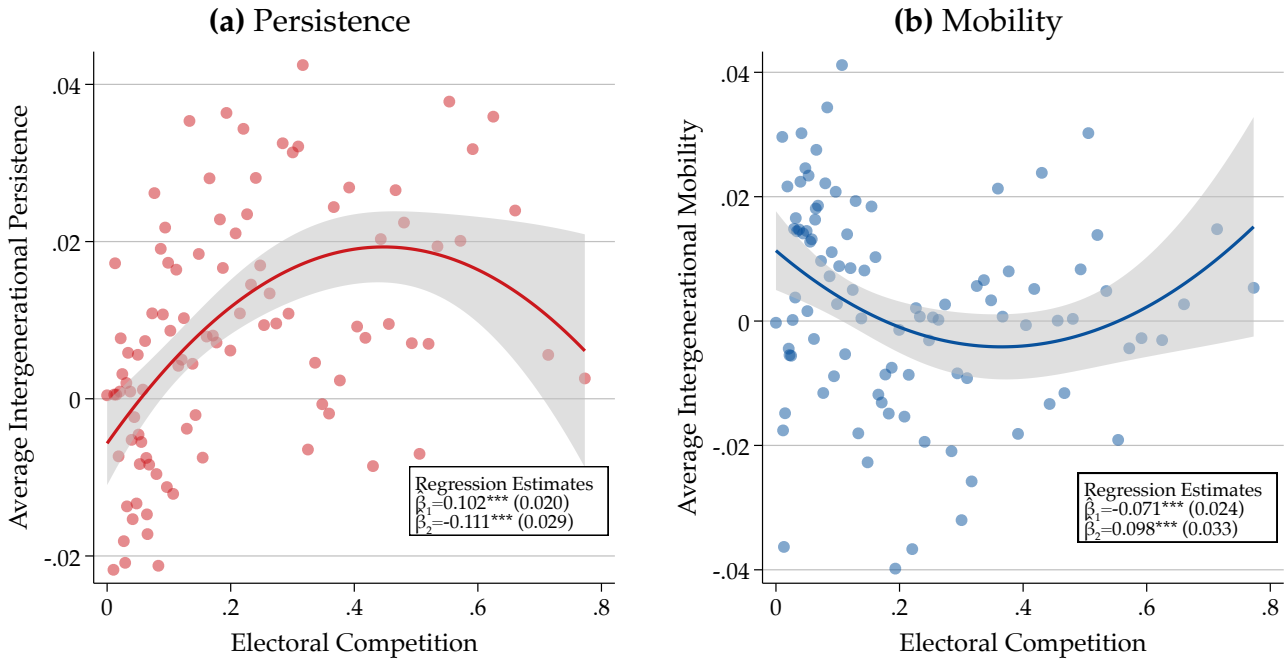 (a) Persistence
Average Intergenerational Persistence
.04
.02
0
-.02
0 .2 .4 .6 .8
Electoral Competition
Regression Estimates
β̂₁=0.102*** (0.020)
β̂₂=-0.111*** (0.029)
(b) Mobility
Average Intergenerational Mobility
.04
.02
0
-.02
-.04
0 .2 .4 .6 .8
Electoral Competition
Regression Estimates
β̂₁=-0.071*** (0.024)
β̂₂=0.098*** (0.033)